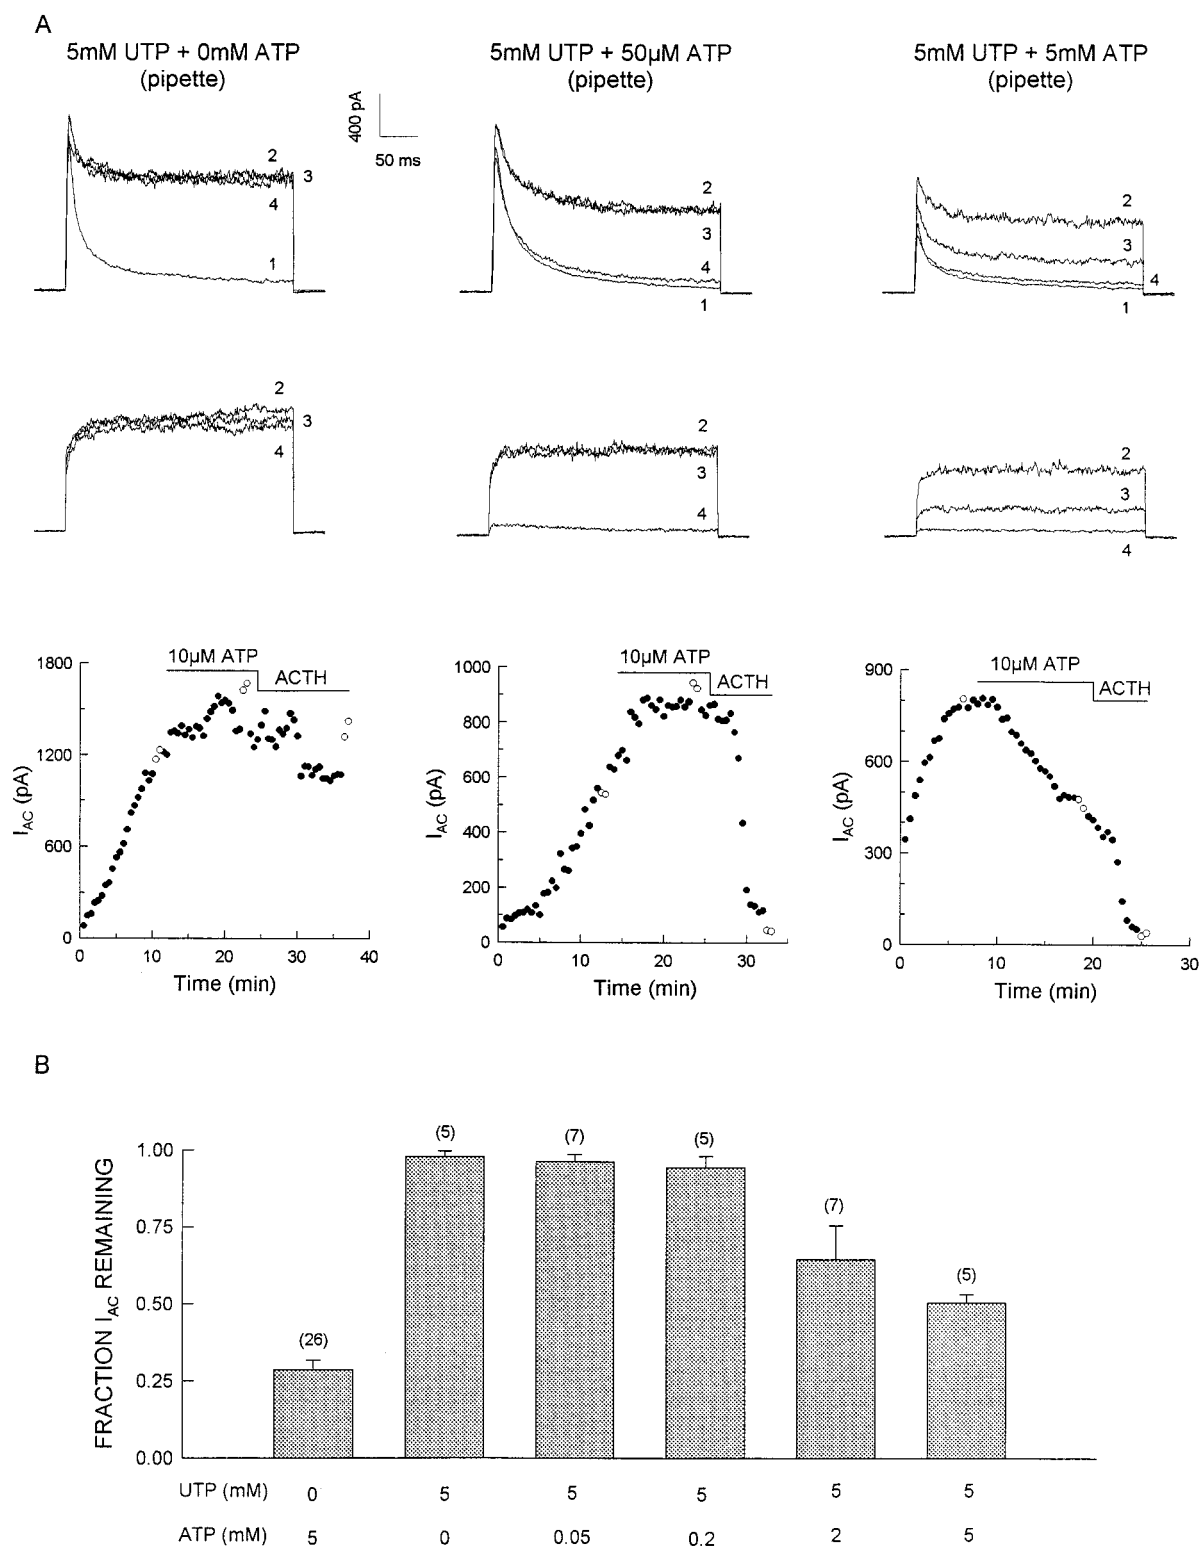 A
5mM UTP + 0mM ATP
(pipette)
5mM UTP + 50µM ATP
(pipette)
5mM UTP + 5mM ATP
(pipette)
400 pA
50 ms
2
3
4
1
2
3
4
1
2
3
4
1
2
3
4
2
3
4
2
3
4
10µM ATP
ACTH
1800
1200
600
0
I_AC (pA)
0 10 20 30 40
Time (min)
10µM ATP
ACTH
1000
800
600
400
200
0
I_AC (pA)
0 10 20 30
Time (min)
10µM ATP
ACTH
900
600
300
0
I_AC (pA)
0 10 20 30
Time (min)
B
FRACTION I_AC REMAINING
1.00
0.75
0.50
0.25
0.00
(26) (5) (7) (5) (7) (5)
UTP (mM) 0 5 5 5 5 5
ATP (mM) 5 0 0.05 0.2 2 5